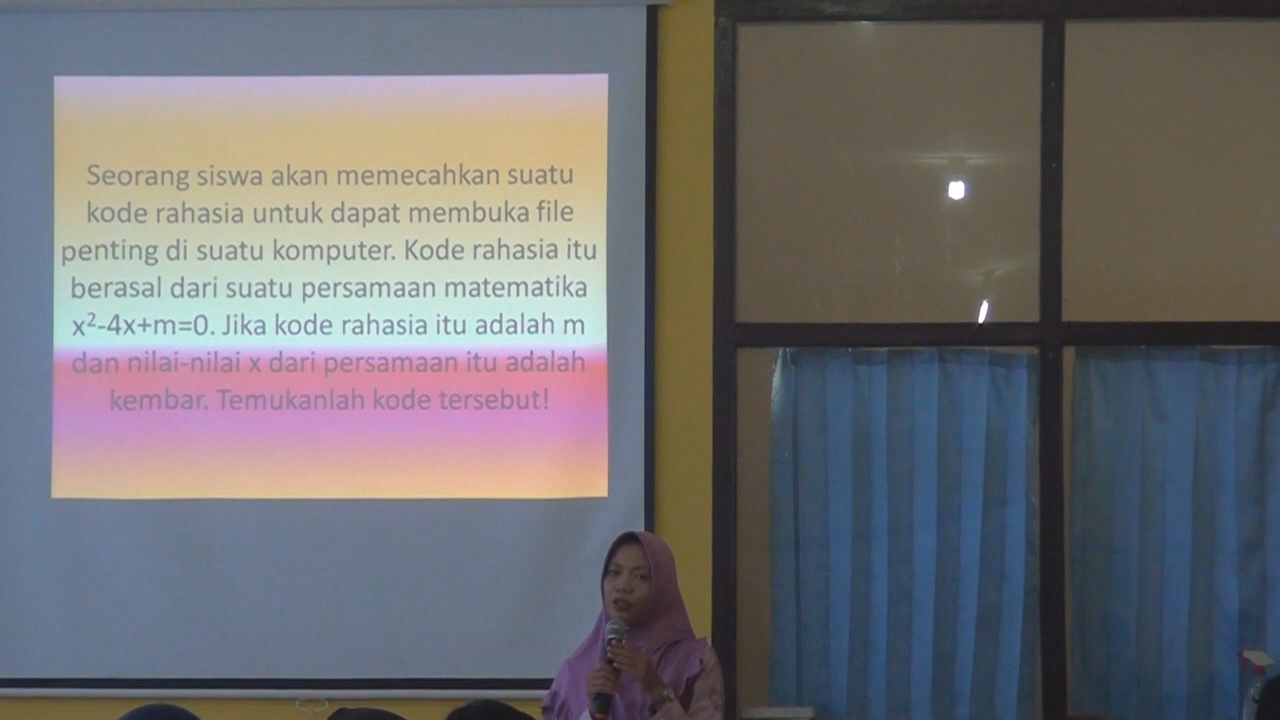 Seorang siswa akan memecahkan suatu
kode rahasia untuk dapat membuka file
penting di suatu komputer. Kode rahasia itu
berasal dari suatu persamaan matematika
x²-4x+m=0. Jika kode rahasia itu adalah m
dan nilai-nilai x dari persamaan itu adalah
kembar. Temukanlah kode tersebut!